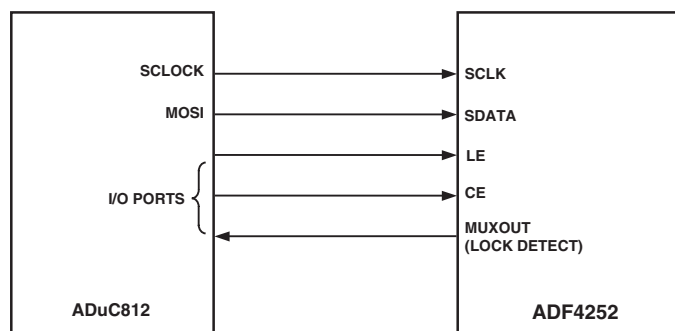 SCLOCK
MOSI
I/O PORTS
ADuC812
SCLK
SDATA
LE
CE
MUXOUT
(LOCK DETECT)
ADF4252